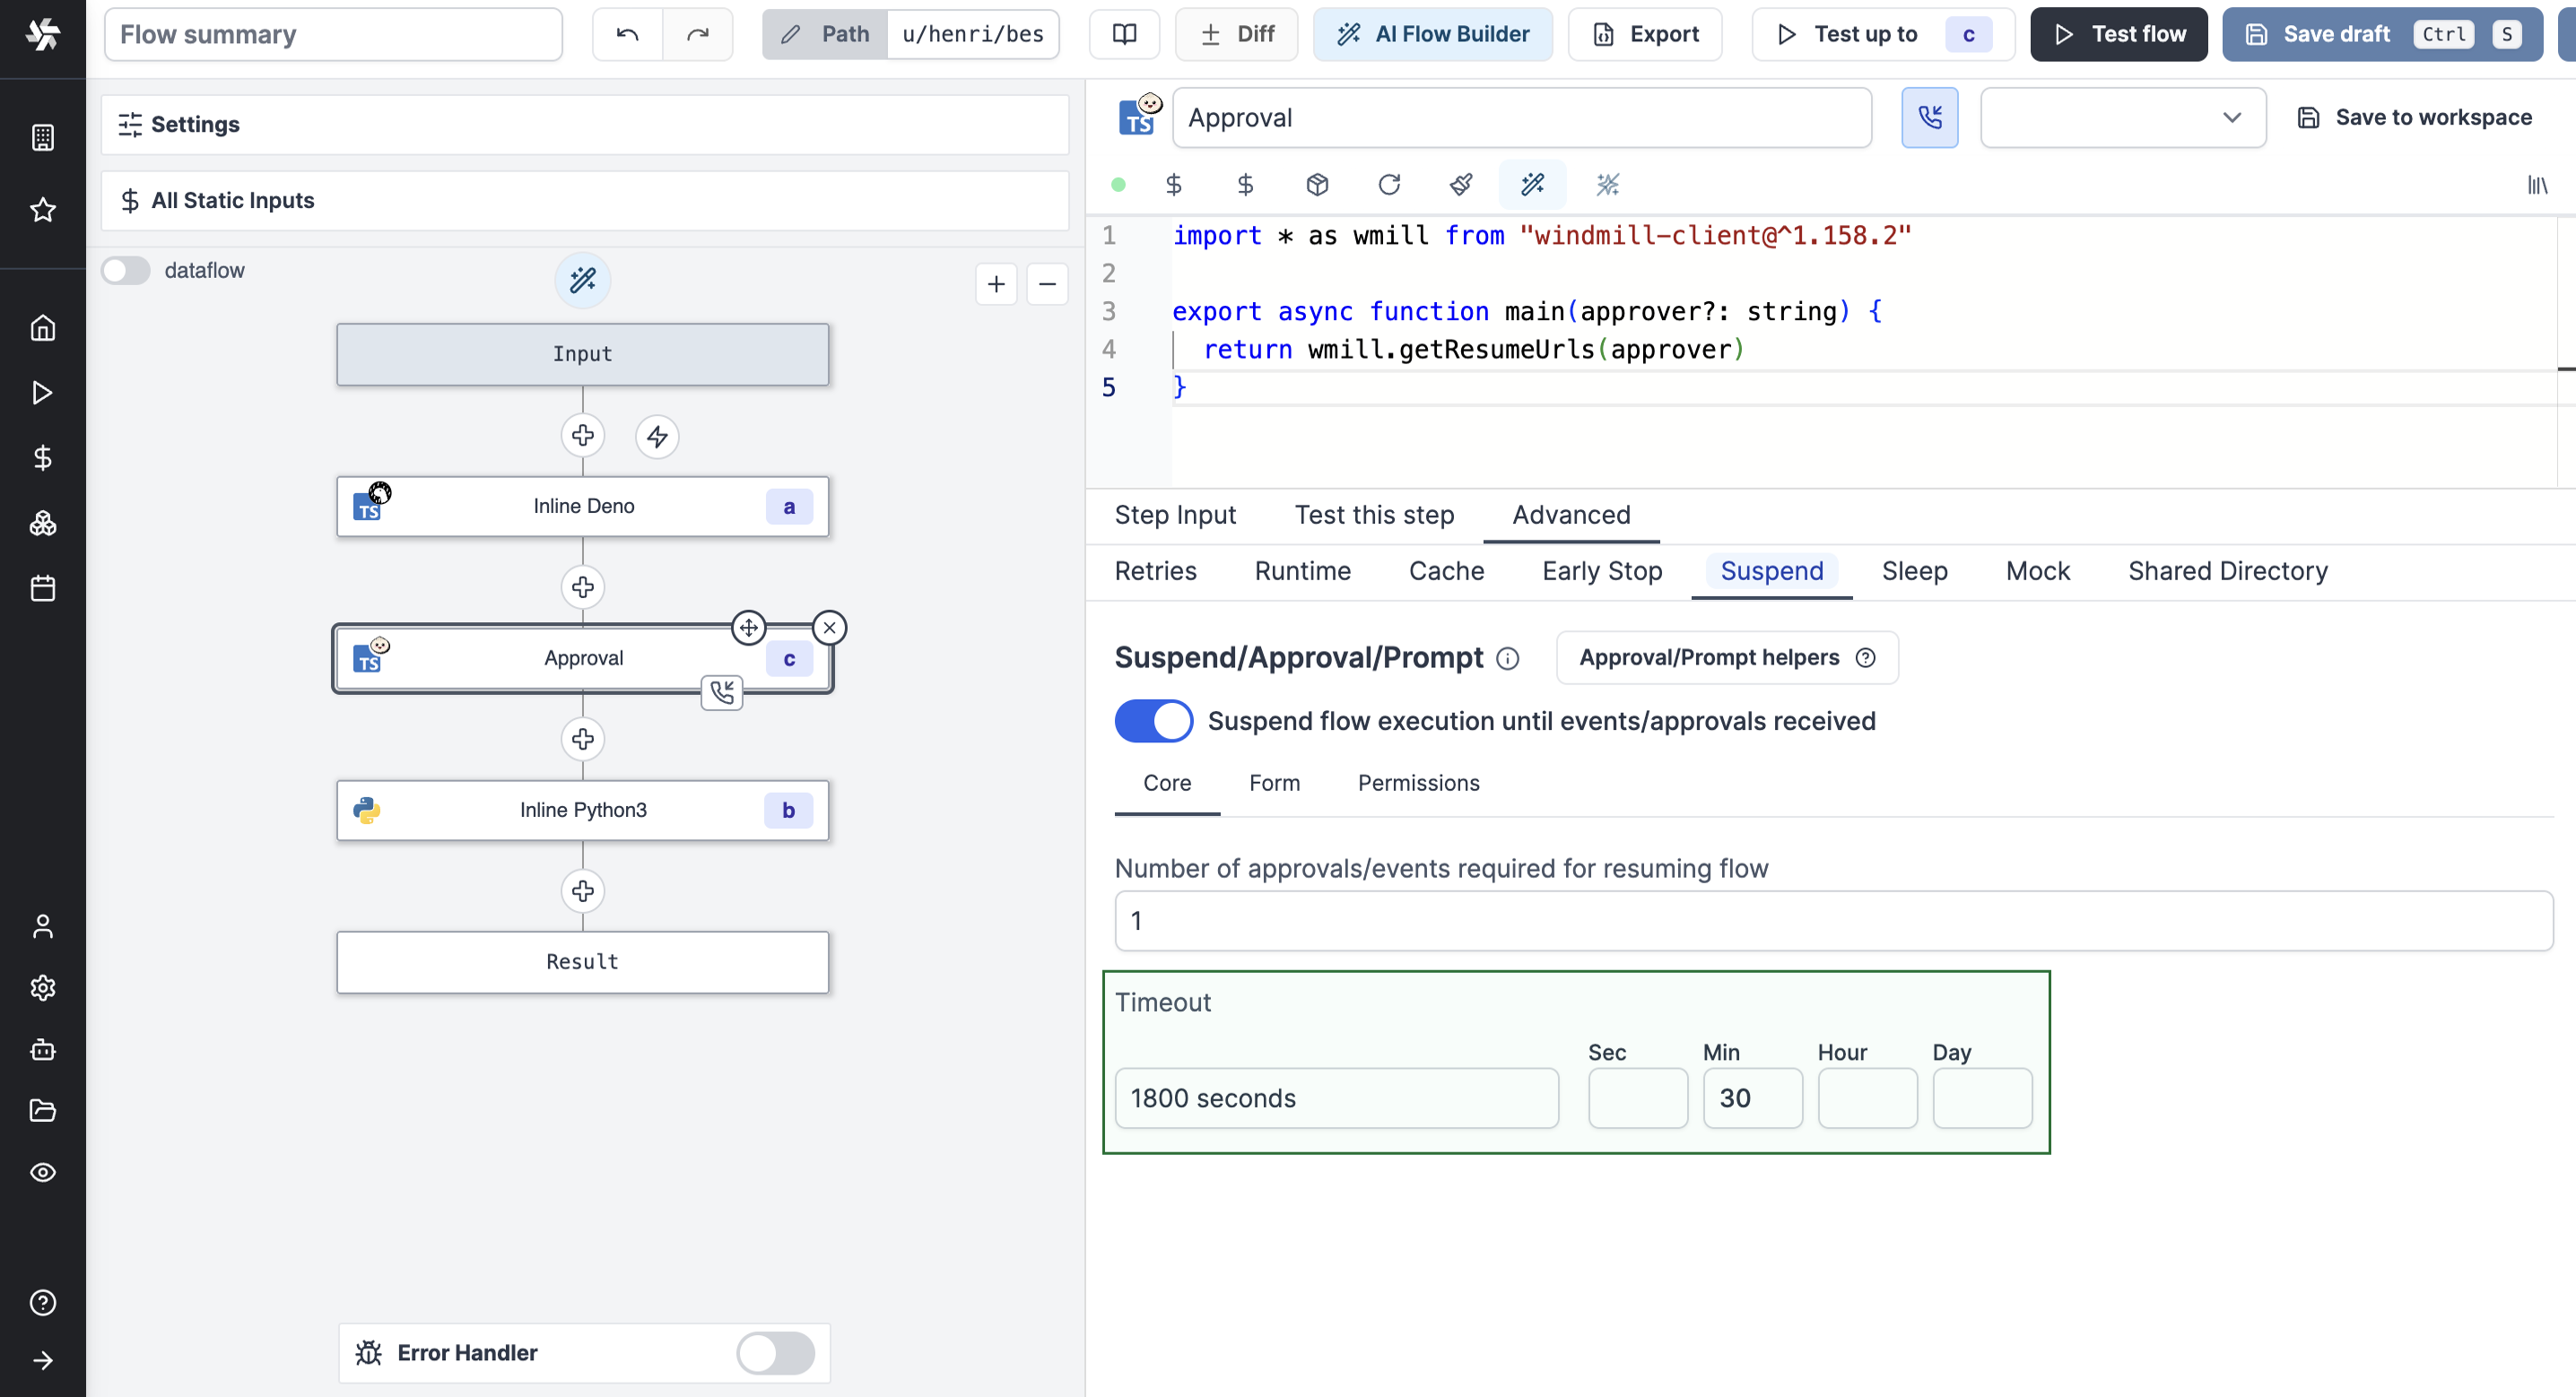 Flow summary
Path u/henri/bes
Diff
AI Flow Builder
Export
Test up to c
Test flow
Save draft Ctrl S
Settings
All Static Inputs
dataflow
Input
TS Inline Deno a
TS Approval c
Inline Python3 b
Result
Error Handler
TS Approval
Save to workspace
1 import * as wmill from "windmill-client@^1.158.2"
2
3 export async function main(approver?: string) {
4 return wmill.getResumeUrls(approver)
5 }
Step Input Test this step Advanced
Retries Runtime Cache Early Stop Suspend Sleep Mock Shared Directory
Suspend/Approval/Prompt Approval/Prompt helpers
Suspend flow execution until events/approvals received
Core Form Permissions
Number of approvals/events required for resuming flow
1
Timeout
Sec Min Hour Day
1800 seconds 30